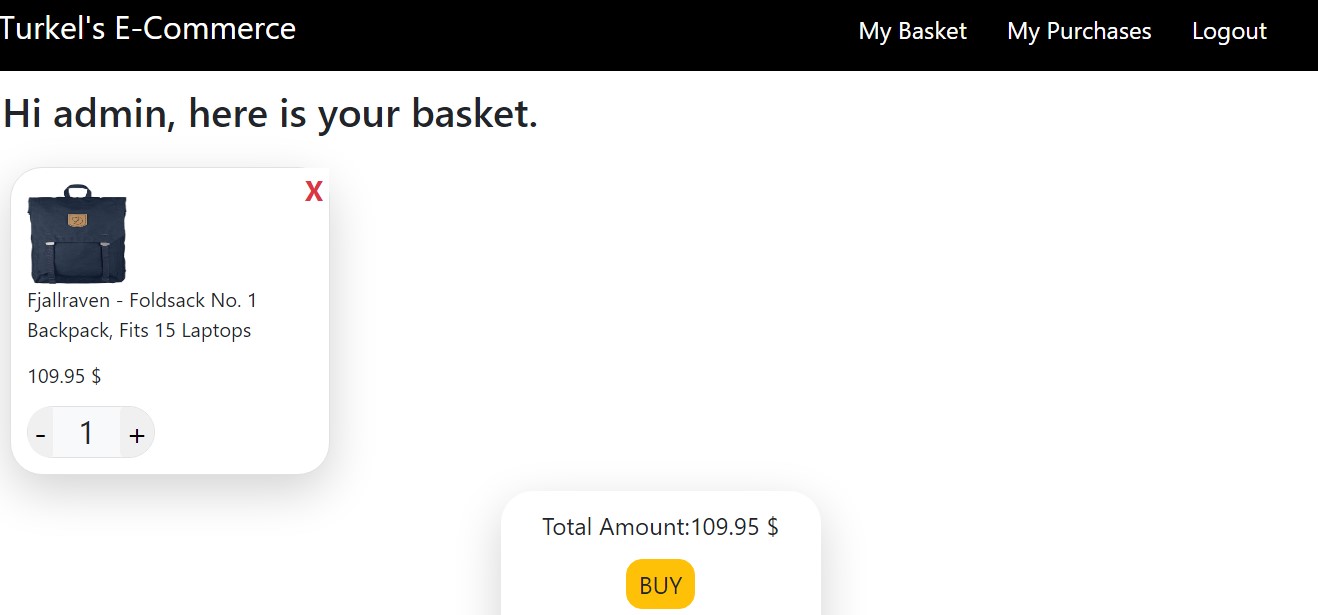 Turkel's E-Commerce
My Basket My Purchases Logout
Hi admin, here is your basket.
X
Fjallraven - Foldsack No. 1
Backpack, Fits 15 Laptops
109.95 $
- 1 +
Total Amount:109.95 $
BUY